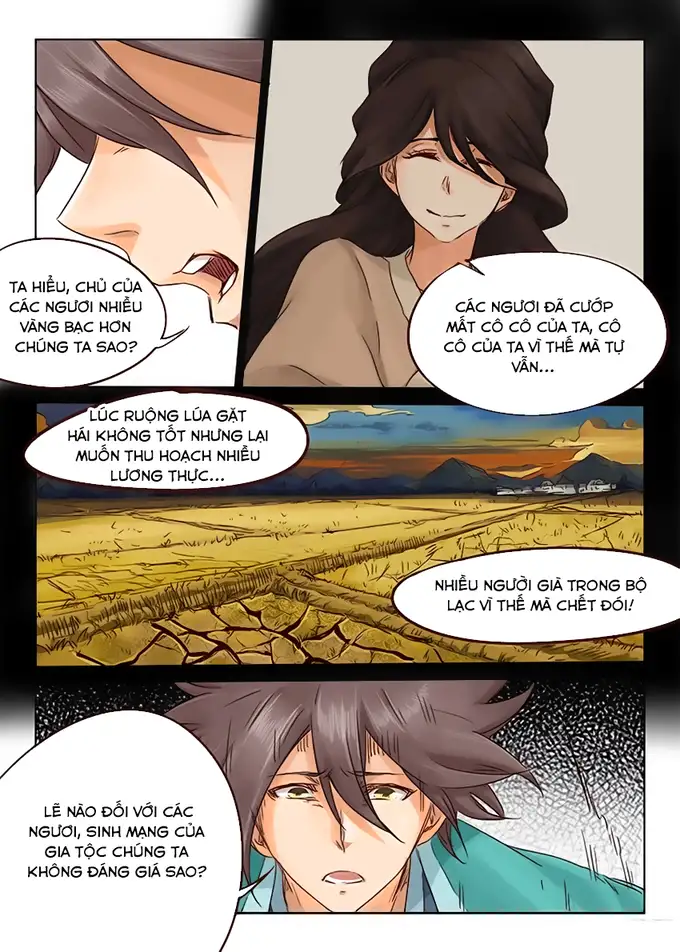 TA HIỂU, CHỦ CỦA
CÁC NGƯƠI NHIỀU
VÀNG BẠC HƠN
CHÚNG TA SAO?
CÁC NGƯƠI ĐÃ CƯỚP
MẤT CÔ CÔ CỦA TA, CÔ
CÔ CỦA TA VÌ THẾ MÀ TỰ
VẪN...
LÚC RUỘNG LÚA GẶT
HÁI KHÔNG TỐT NHƯNG LẠI
MUỐN THU HOẠCH NHIỀU
LƯƠNG THỰC...
NHIỀU NGƯỜI GIÀ TRONG BỘ
LẠC VÌ THẾ MÀ CHẾT ĐÓI!
LẼ NÀO ĐỐI VỚI CÁC
NGƯƠI, SINH MẠNG CỦA
GIA TỘC CHÚNG TA
KHÔNG ĐÁNG GIÁ SAO?